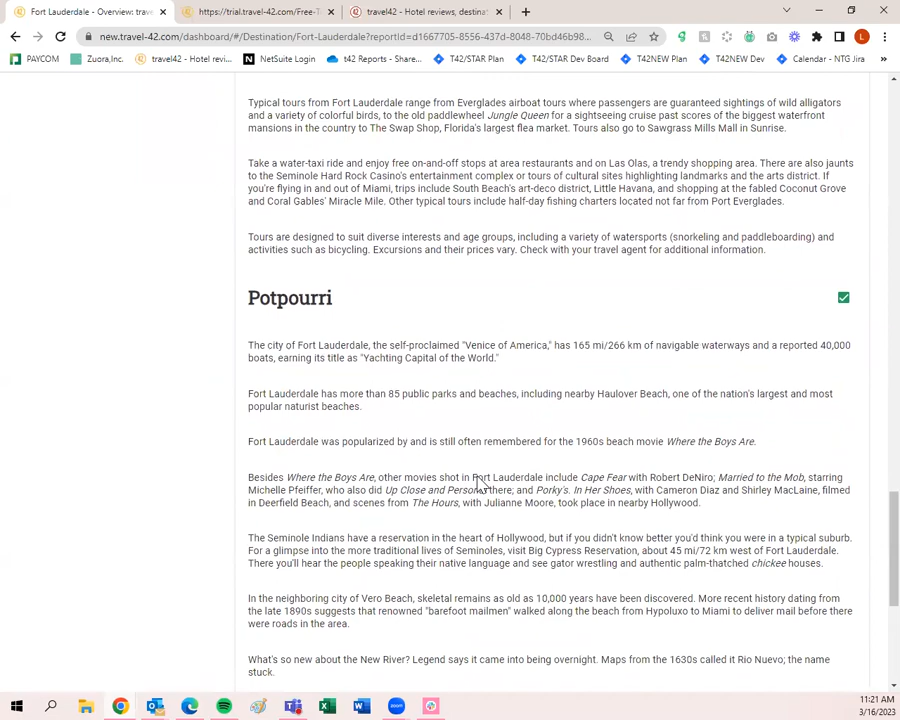 Fort Lauderdale - Overview: trave
https://trial.travel-42.com/Free-T
travel42 - Hotel reviews, destinat
new.travel-42.com/dashboard/#/Destination/Fort-Lauderdale?reportId=d1667705-8556-437d-8048-70bd46b98...
PAYCOM
Zuora,Inc.
travel42 - Hotel revi...
NetSuite Login
t42 Reports - Share...
T42/STAR Plan
T42/STAR Dev Board
T42NEW Plan
T42NEW Dev
Calendar - NTG Jira
Typical tours from Fort Lauderdale range from Everglades airboat tours where passengers are guaranteed sightings of wild alligators
and a variety of colorful birds, to the old paddlewheel Jungle Queen for a sightseeing cruise past scores of the biggest waterfront
mansions in the country to The Swap Shop, Florida's largest flea market. Tours also go to Sawgrass Mills Mall in Sunrise.
Take a water-taxi ride and enjoy free on-and-off stops at area restaurants and on Las Olas, a trendy shopping area. There are also jaunts
to the Seminole Hard Rock Casino's entertainment complex or tours of cultural sites highlighting landmarks and the arts district. If
you're flying in and out of Miami, trips include South Beach's art-deco district, Little Havana, and shopping at the fabled Coconut Grove
and Coral Gables' Miracle Mile. Other typical tours include half-day fishing charters located not far from Port Everglades.
Tours are designed to suit diverse interests and age groups, including a variety of watersports (snorkeling and paddleboarding) and
activities such as bicycling. Excursions and their prices vary. Check with your travel agent for additional information.
Potpourri
The city of Fort Lauderdale, the self-proclaimed "Venice of America," has 165 mi/266 km of navigable waterways and a reported 40,000
boats, earning its title as "Yachting Capital of the World."
Fort Lauderdale has more than 85 public parks and beaches, including nearby Haulover Beach, one of the nation's largest and most
popular naturist beaches.
Fort Lauderdale was popularized by and is still often remembered for the 1960s beach movie Where the Boys Are.
Besides Where the Boys Are, other movies shot in Fort Lauderdale include Cape Fear with Robert DeNiro; Married to the Mob, starring
Michelle Pfeiffer, who also did Up Close and Personal there; and Porky's. In Her Shoes, with Cameron Diaz and Shirley MacLaine, filmed
in Deerfield Beach, and scenes from The Hours, with Julianne Moore, took place in nearby Hollywood.
The Seminole Indians have a reservation in the heart of Hollywood, but if you didn't know better you'd think you were in a typical suburb.
For a glimpse into the more traditional lives of Seminoles, visit Big Cypress Reservation, about 45 mi/72 km west of Fort Lauderdale.
There you'll hear the people speaking their native language and see gator wrestling and authentic palm-thatched chickee houses.
In the neighboring city of Vero Beach, skeletal remains as old as 10,000 years have been discovered. More recent history dating from
the late 1890s suggests that renowned "barefoot mailmen" walked along the beach from Hypoluxo to Miami to deliver mail before there
were roads in the area.
What's so new about the New River? Legend says it came into being overnight. Maps from the 1630s called it Rio Nuevo; the name
stuck.
11:21 AM
3/16/2023